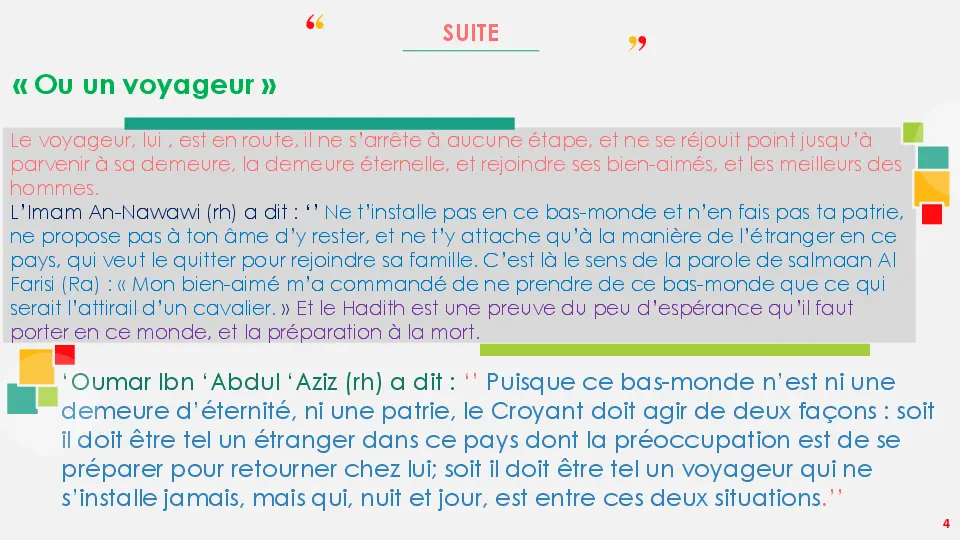 “
SUITE
”
« Ou un voyageur »
Le voyageur, lui , est en route, il ne s’arrête à aucune étape, et ne se réjouit point jusqu’à
parvenir à sa demeure, la demeure éternelle, et rejoindre ses bien-aimés, et les meilleurs des
hommes.
L’Imam An-Nawawi (rh) a dit : ‘’ Ne t’installe pas en ce bas-monde et n’en fais pas ta patrie,
ne propose pas à ton âme d’y rester, et ne t’y attache qu’à la manière de l’étranger en ce
pays, qui veut le quitter pour rejoindre sa famille. C’est là le sens de la parole de salmaan Al
Farisi (Ra) : « Mon bien-aimé m’a commandé de ne prendre de ce bas-monde que ce qui
serait l’attirail d’un cavalier. » Et le Hadith est une preuve du peu d’espérance qu’il faut
porter en ce monde, et la préparation à la mort.
‘Oumar Ibn ‘Abdul ‘Aziz (rh) a dit : ‘’ Puisque ce bas-monde n’est ni une
demeure d’éternité, ni une patrie, le Croyant doit agir de deux façons : soit
il doit être tel un étranger dans ce pays dont la préoccupation est de se
préparer pour retourner chez lui; soit il doit être tel un voyageur qui ne
s’installe jamais, mais qui, nuit et jour, est entre ces deux situations.’’
4